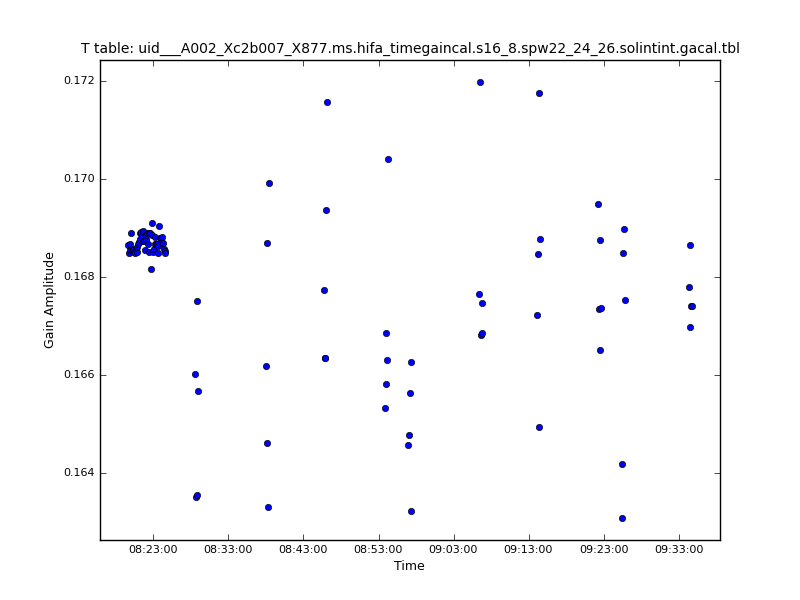 T table: uid___A002_Xc2b007_X877.ms.hifa_timegaincal.s16_8.spw22_24_26.solintint.gacal.tbl
0.172
0.170
0.168
0.166
0.164
Gain Amplitude
08:23:00 08:33:00 08:43:00 08:53:00 09:03:00 09:13:00 09:23:00 09:33:00
Time